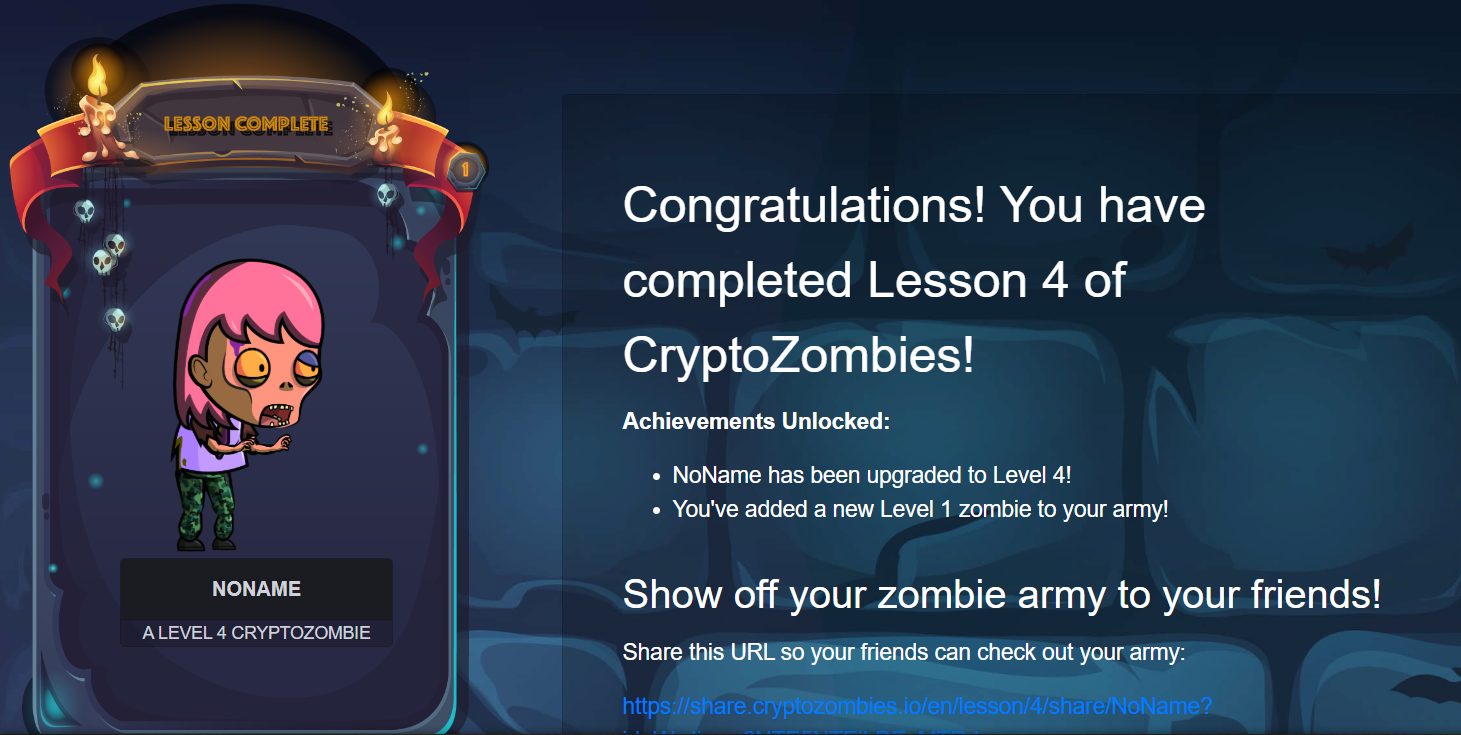 LESSON COMPLETE
1
NONAME
A LEVEL 4 CRYPTOZOMBIE
Congratulations! You have
completed Lesson 4 of
CryptoZombies!
Achievements Unlocked:
• NoName has been upgraded to Level 4!
• You've added a new Level 1 zombie to your army!
Show off your zombie army to your friends!
Share this URL so your friends can check out your army:
https://share.cryptozombies.io/en/lesson/4/share/NoName?